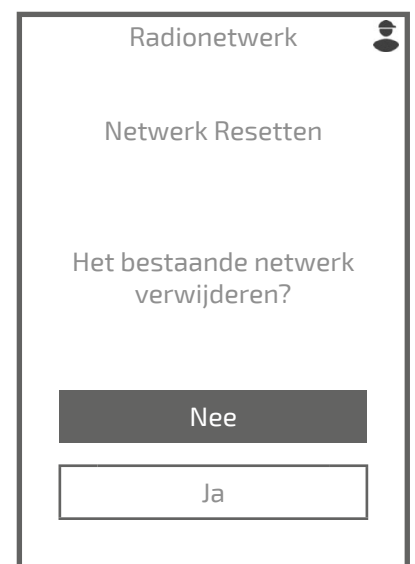 Radionetwerk
Netwerk Resetten
Het bestaande netwerk
verwijderen?
Nee
Ja